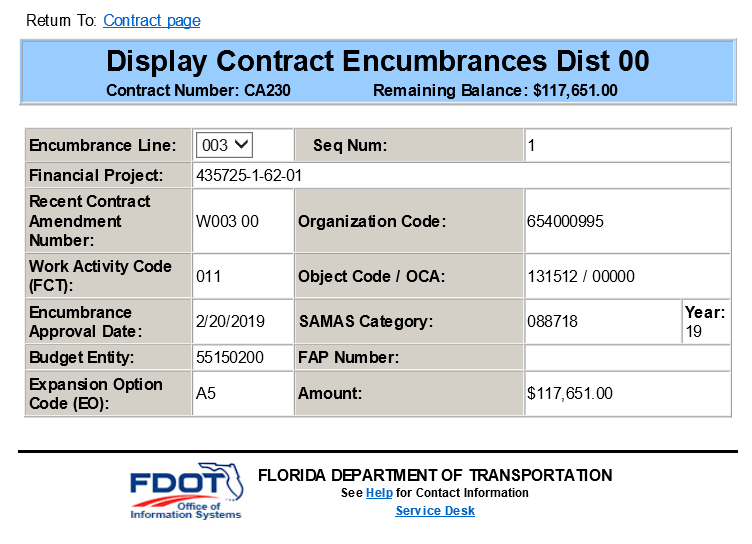 Return To: Contract page
Display Contract Encumbrances Dist 00
Contract Number: CA230 Remaining Balance: $117,651.00
Encumbrance Line: 003 Seq Num: 1
Financial Project: 435725-1-62-01
Recent Contract
Amendment
Number: W003 00 Organization Code: 654000995
Work Activity Code
(FCT): 011 Object Code / OCA: 131512 / 00000
Encumbrance
Approval Date: 2/20/2019 SAMAS Category: 088718 Year:
19
Budget Entity: 55150200 FAP Number:
Expansion Option
Code (EO): A5 Amount: $117,651.00
FDOT
Office of
Information Systems
FLORIDA DEPARTMENT OF TRANSPORTATION
See Help for Contact Information
Service Desk